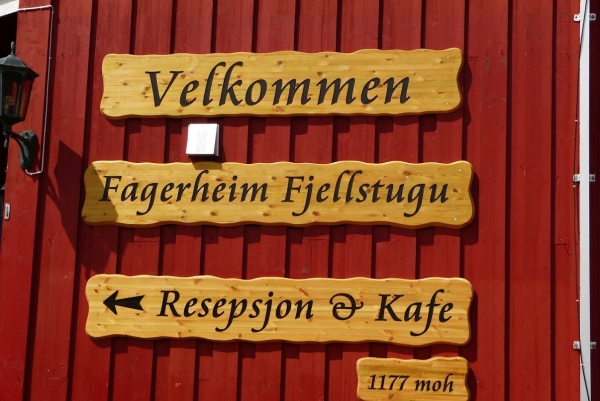 Velkommen
Fagerheim Fjellstugu
← Resepsjon & Kafe
1177 moh